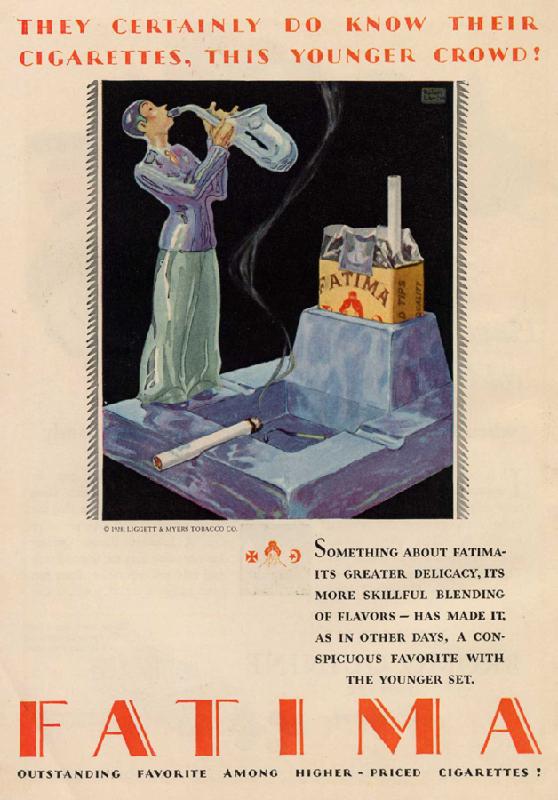 THEY CERTAINLY DO KNOW THEIR
CIGARETTES, THIS YOUNGER CROWD!
FATIMA
TIPS
QUALITY
© 1928, LIGGETT & MYERS TOBACCO CO.
SOMETHING ABOUT FATIMA-
ITS GREATER DELICACY, ITS
MORE SKILLFUL BLENDING
OF FLAVORS – HAS MADE IT,
AS IN OTHER DAYS, A CON-
SPICUOUS FAVORITE WITH
THE YOUNGER SET.
FATIMA
OUTSTANDING FAVORITE AMONG HIGHER-PRICED CIGARETTES!